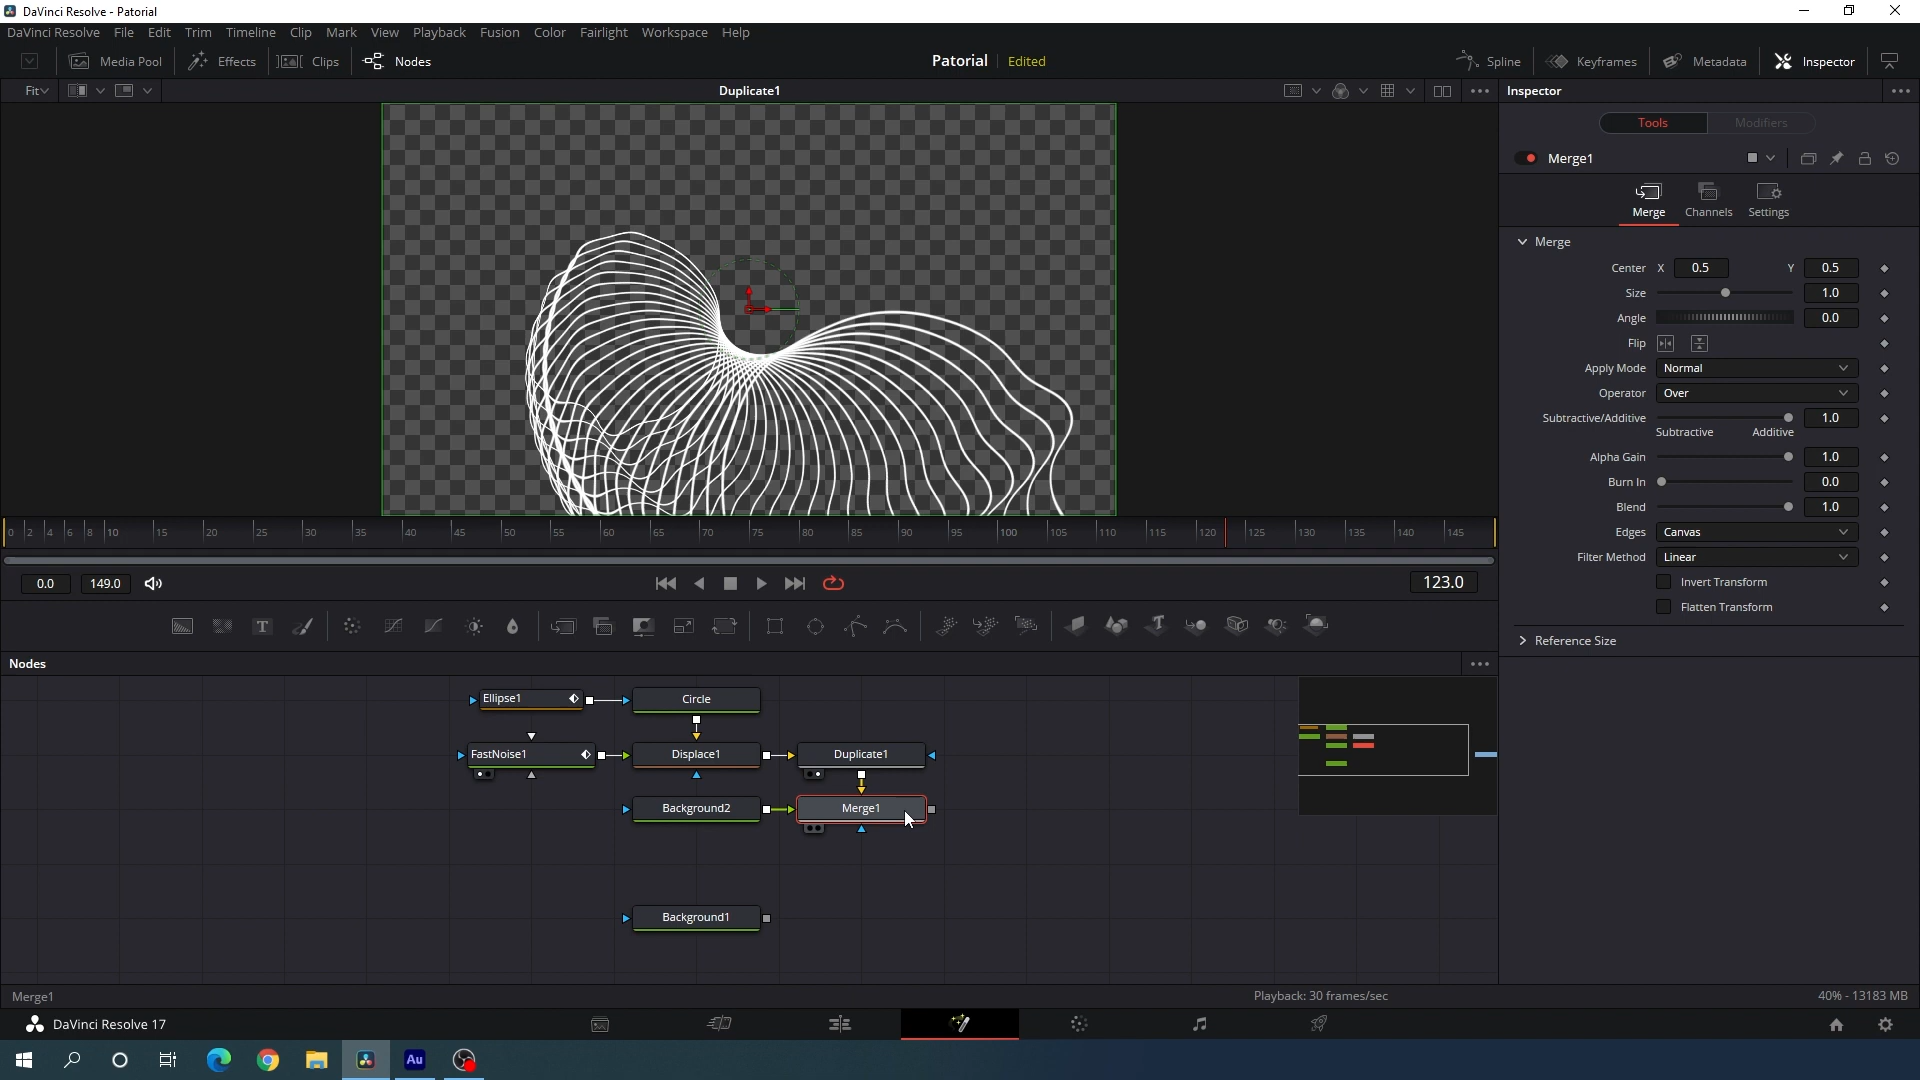 DaVinci Resolve - Patorial
DaVinci Resolve File Edit Trim Timeline Clip Mark View Playback Fusion Color Fairlight Workspace Help
Media Pool Effects Clips Nodes Patorial Edited Spline Keyframes Metadata Inspector
Fit Duplicate1 Inspector
Tools Modifiers
Merge1
Merge Channels Settings
Merge
Center X 0.5 Y 0.5
Size 1.0
Angle 0.0
Flip
Apply Mode Normal
Operator Over
Subtractive/Additive 1.0
Subtractive Additive
Alpha Gain 1.0
Burn In 0.0
Blend 1.0
Edges Canvas
Filter Method Linear
Invert Transform
Flatten Transform
Reference Size
0 2 4 6 8 10 15 20 25 30 35 40 45 50 55 60 65 70 75 80 85 90 95 100 105 110 115 120 125 130 135 140 145
0.0 149.0 123.0
T T
Nodes
Ellipse1 Circle
FastNoise1 Displace1 Duplicate1
Background2 Merge1
Background1
Merge1 Playback: 30 frames/sec 40% - 13183 MB
DaVinci Resolve 17
Au